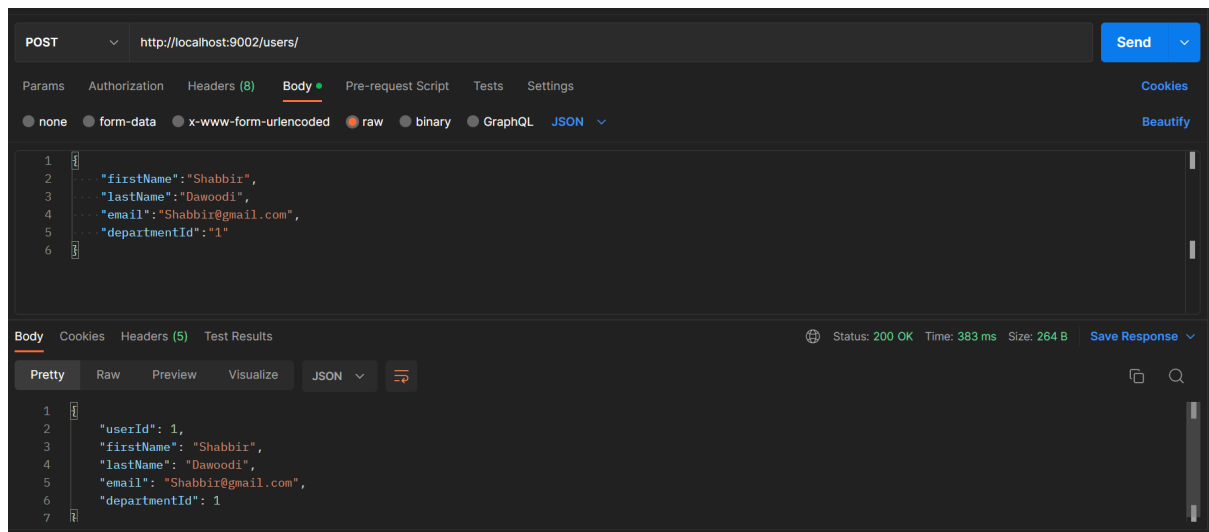 POST http://localhost:9002/users/ Send
Params Authorization Headers (8) Body Pre-request Script Tests Settings Cookies
none form-data x-www-form-urlencoded raw binary GraphQL JSON Beautify
1 {
2 "firstName":"Shabbir",
3 "lastName":"Dawoodi",
4 "email":"Shabbir@gmail.com",
5 "departmentId":"1"
6 }
Body Cookies Headers (5) Test Results Status: 200 OK Time: 383 ms Size: 264 B Save Response
Pretty Raw Preview Visualize JSON
1 {
2 "userId": 1,
3 "firstName": "Shabbir",
4 "lastName": "Dawoodi",
5 "email": "Shabbir@gmail.com",
6 "departmentId": 1
7 }